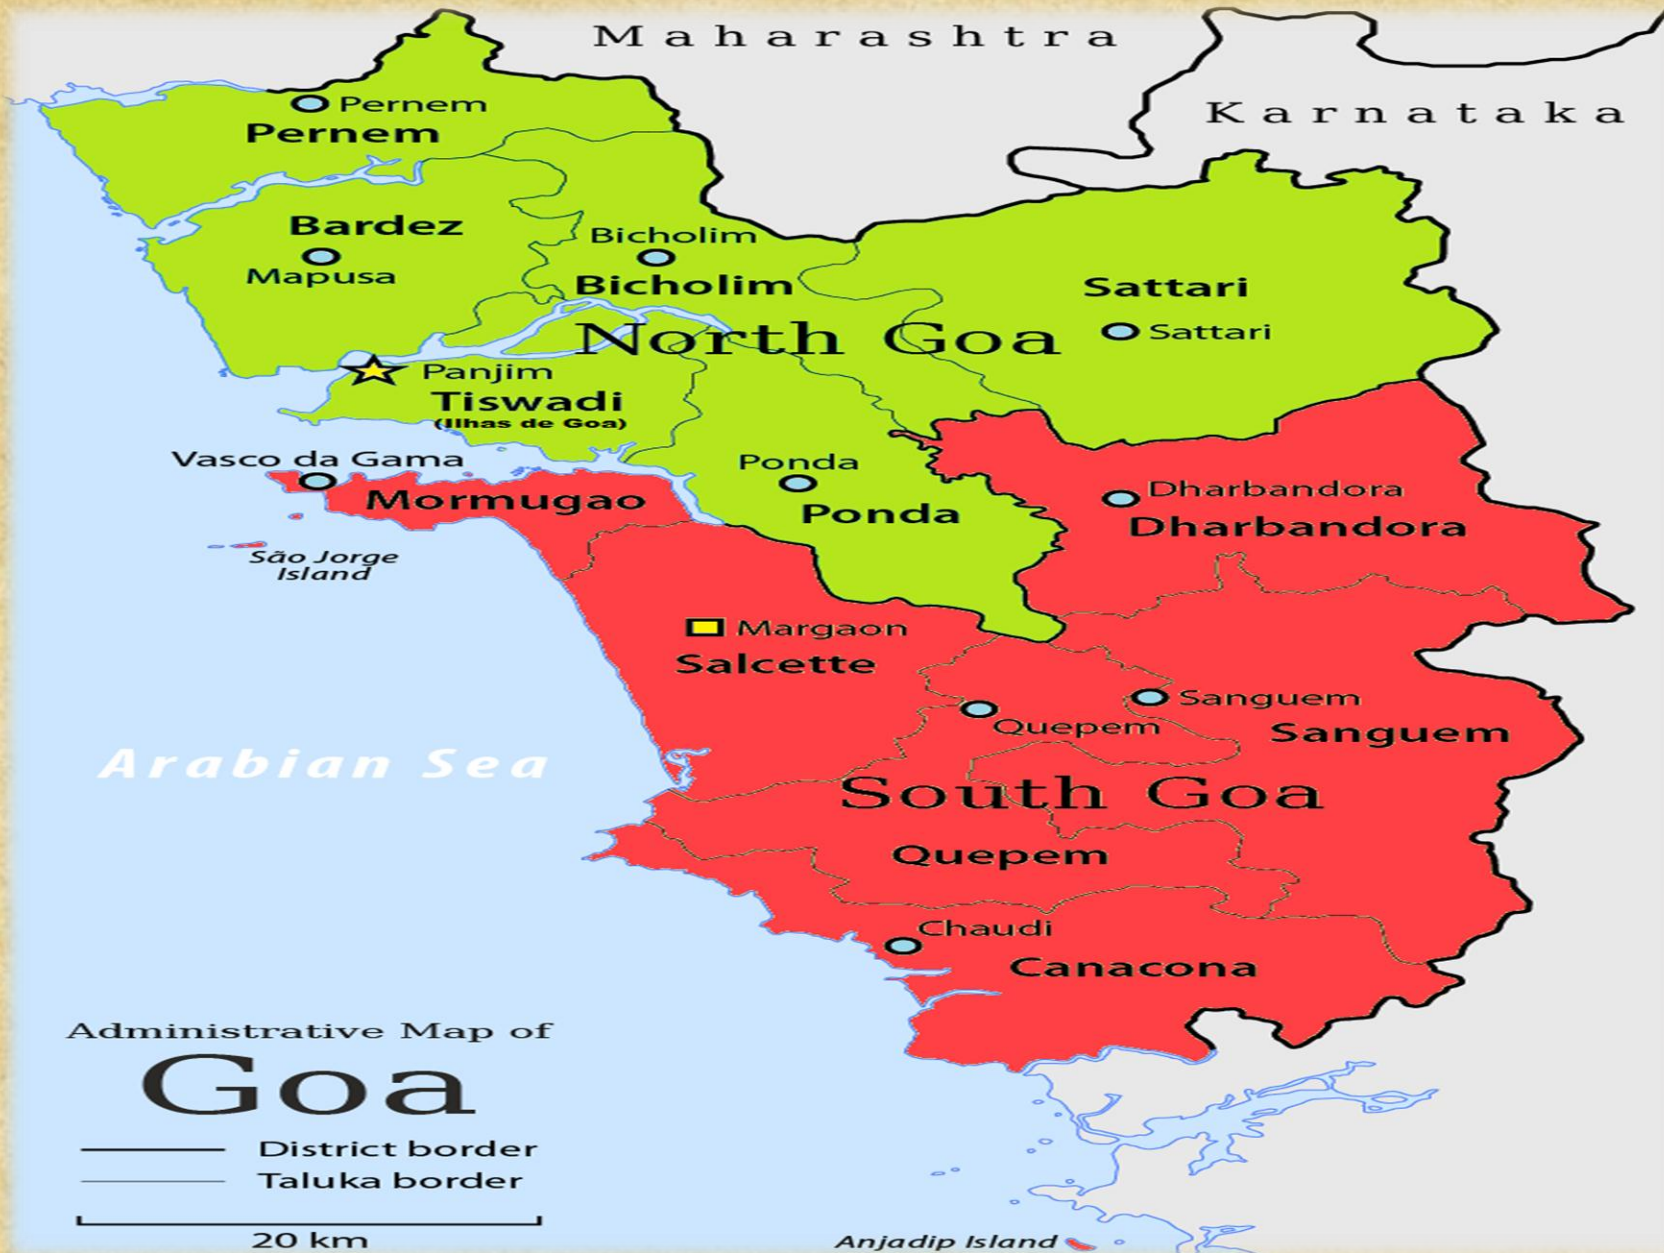 Maharashtra
Karnataka
Pernem
Pernem
Bardez
Mapusa
Bicholim
Bicholim
Sattari
Sattari
North Goa
Panjim
Tiswadi
(Ilhas de Goa)
Vasco da Gama
Mormugao
Ponda
Ponda
Dharbandora
Dharbandora
São Jorge
Island
Margaon
Salcette
Sanguem
Quepem
Sanguem
Arabian Sea
South Goa
Quepem
Chaudi
Canacona
Administrative Map of
Goa
District border
Taluka border
20 km
Anjadip Island